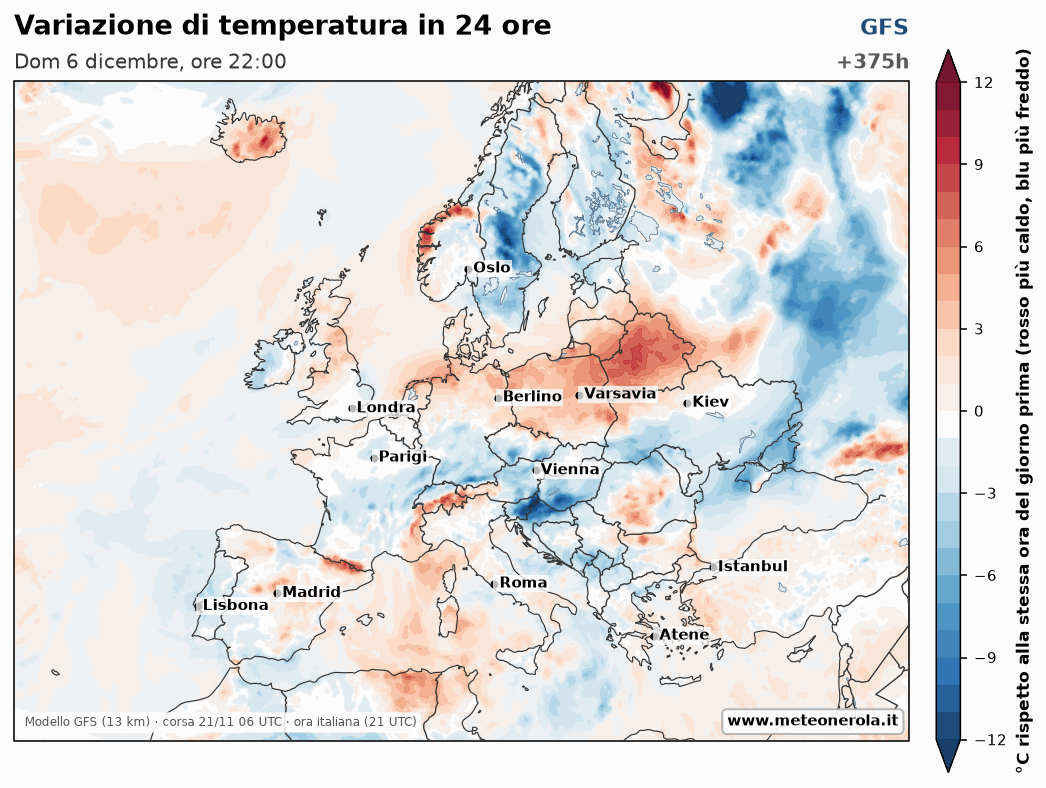 Variazione di temperatura in 24 ore
GFS
Dom 6 dicembre, ore 22:00
+375h
Oslo
Berlino
Varsavia
Kiev
Londra
Parigi
Vienna
Istanbul
Roma
Madrid
Lisbona
Atene
Modello GFS (13 km) · corsa 21/11 06 UTC · ora italiana (21 UTC)
www.meteonerola.it
12
9
6
3
0
−3
−6
−9
−12
°C rispetto alla stessa ora del giorno prima (rosso più caldo, blu più freddo)